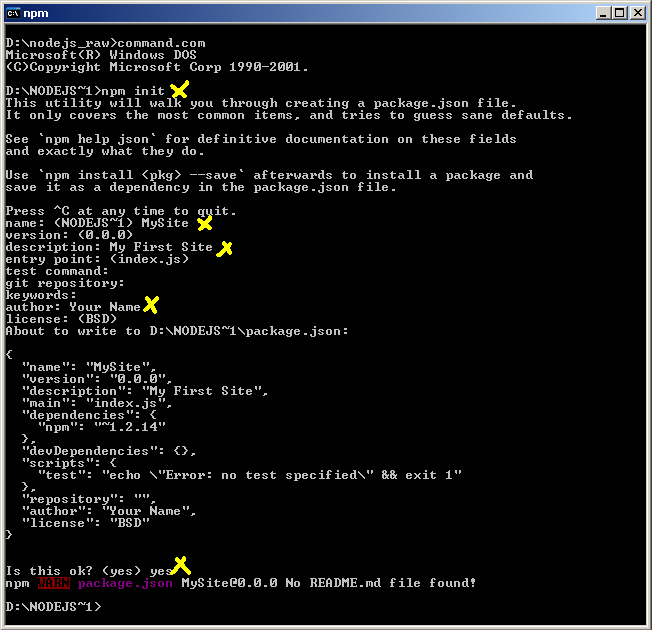 npm
D:\nodejs_raw>command.com
Microsoft(R) Windows DOS
(C)Copyright Microsoft Corp 1990-2001.
D:\NODEJS~1>npm init
This utility will walk you through creating a package.json file.
It only covers the most common items, and tries to guess sane defaults.
See `npm help json` for definitive documentation on these fields
and exactly what they do.
Use `npm install <pkg> --save` afterwards to install a package and
save it as a dependency in the package.json file.
Press ^C at any time to quit.
name: (NODEJS~1) MySite
version: (0.0.0)
description: My First Site
entry point: (index.js)
test command:
git repository:
keywords:
author: Your Name
license: (BSD)
About to write to D:\NODEJS~1\package.json:
{
  "name": "MySite",
  "version": "0.0.0",
  "description": "My First Site",
  "main": "index.js",
  "dependencies": {
    "npm": "~1.2.14"
  },
  "devDependencies": {},
  "scripts": {
    "test": "echo \"Error: no test specified\" && exit 1"
  },
  "repository": "",
  "author": "Your Name",
  "license": "BSD"
}
Is this ok? (yes) yes
npm WARN package.json MySite@0.0.0 No README.md file found!
D:\NODEJS~1>